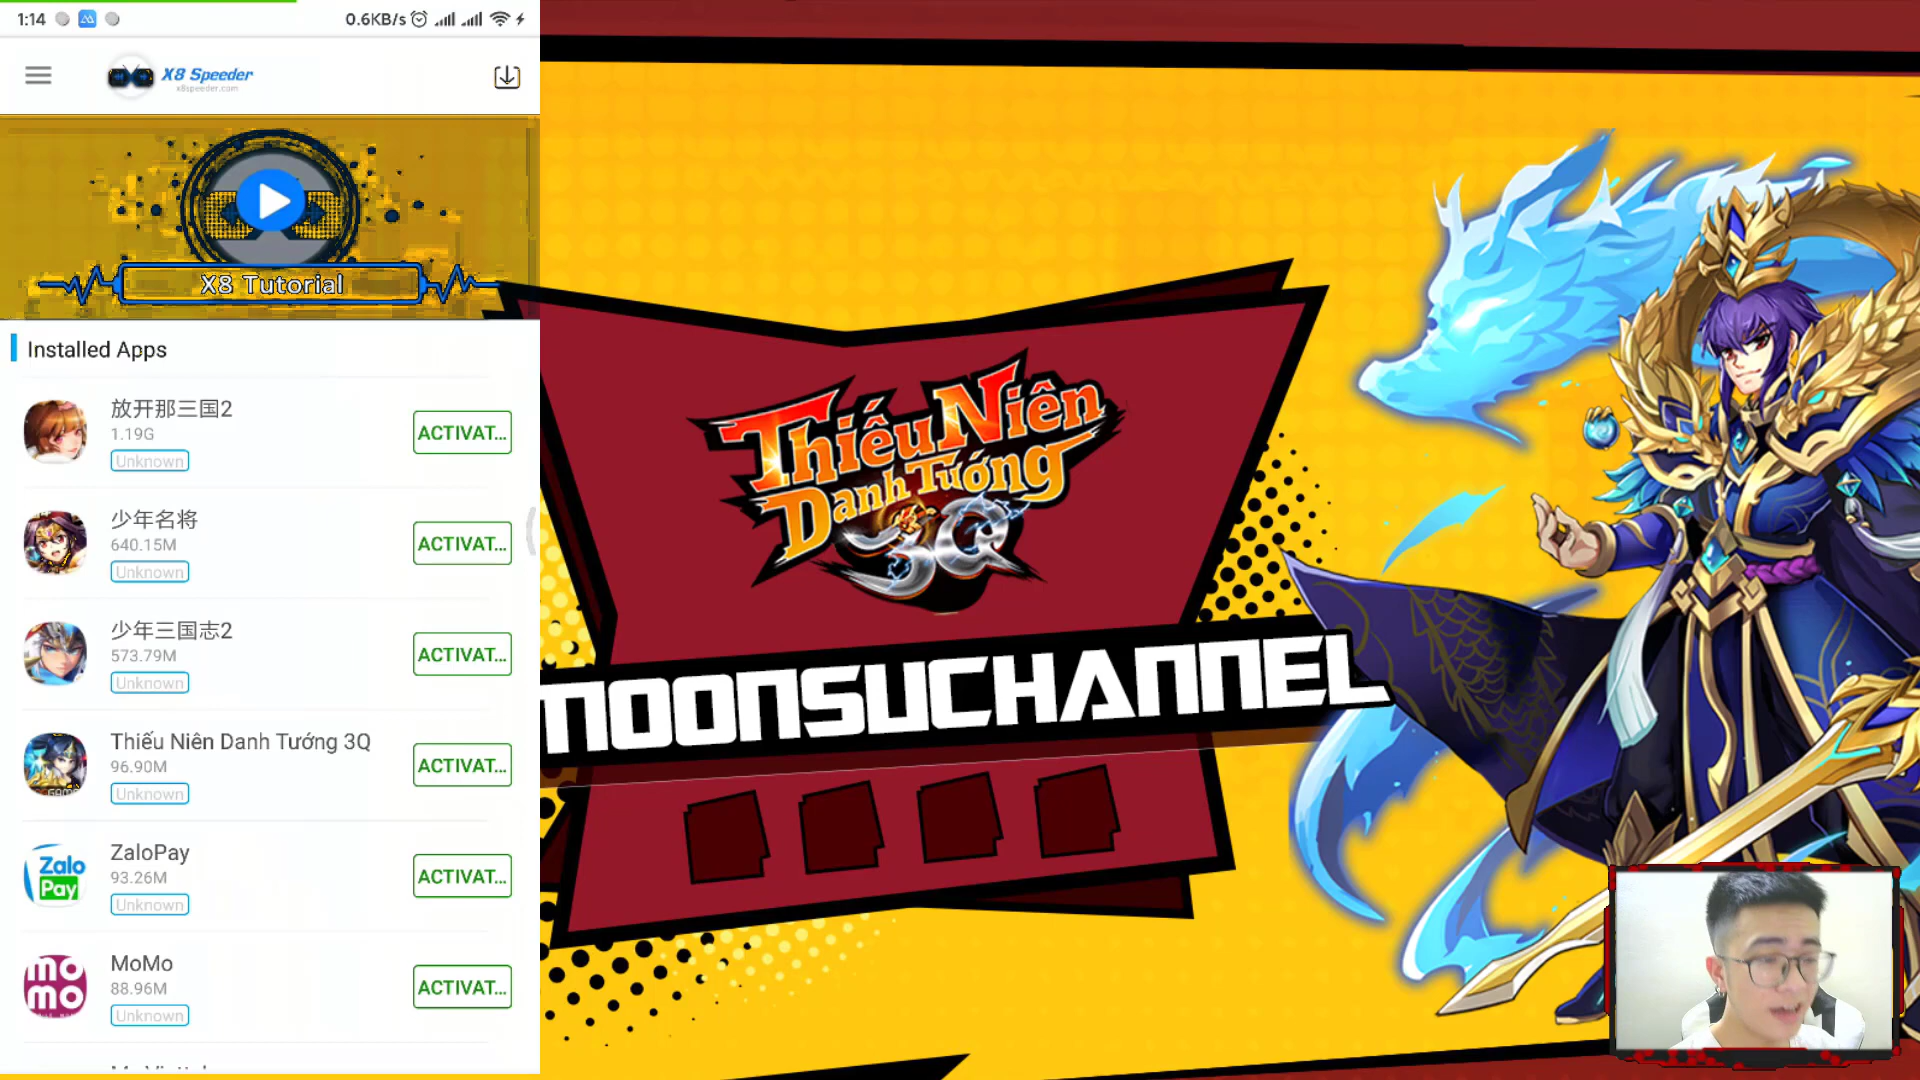 1:14
0.6KB/s
X8 Speeder
x8speeder.com
X8 Tutorial
Installed Apps
放开那三国2
1.19G
Unknown
ACTIVAT...
少年名将
640.15M
Unknown
ACTIVAT...
少年三国志2
573.79M
Unknown
ACTIVAT...
Thiếu Niên Danh Tướng 3Q
96.90M
Unknown
ACTIVAT...
Zalo
Pay
ZaloPay
93.26M
Unknown
ACTIVAT...
mo
mo
MoMo
88.96M
Unknown
ACTIVAT...
Thiếu Niên
Danh Tướng
3Q
MOONSUCHANNEL